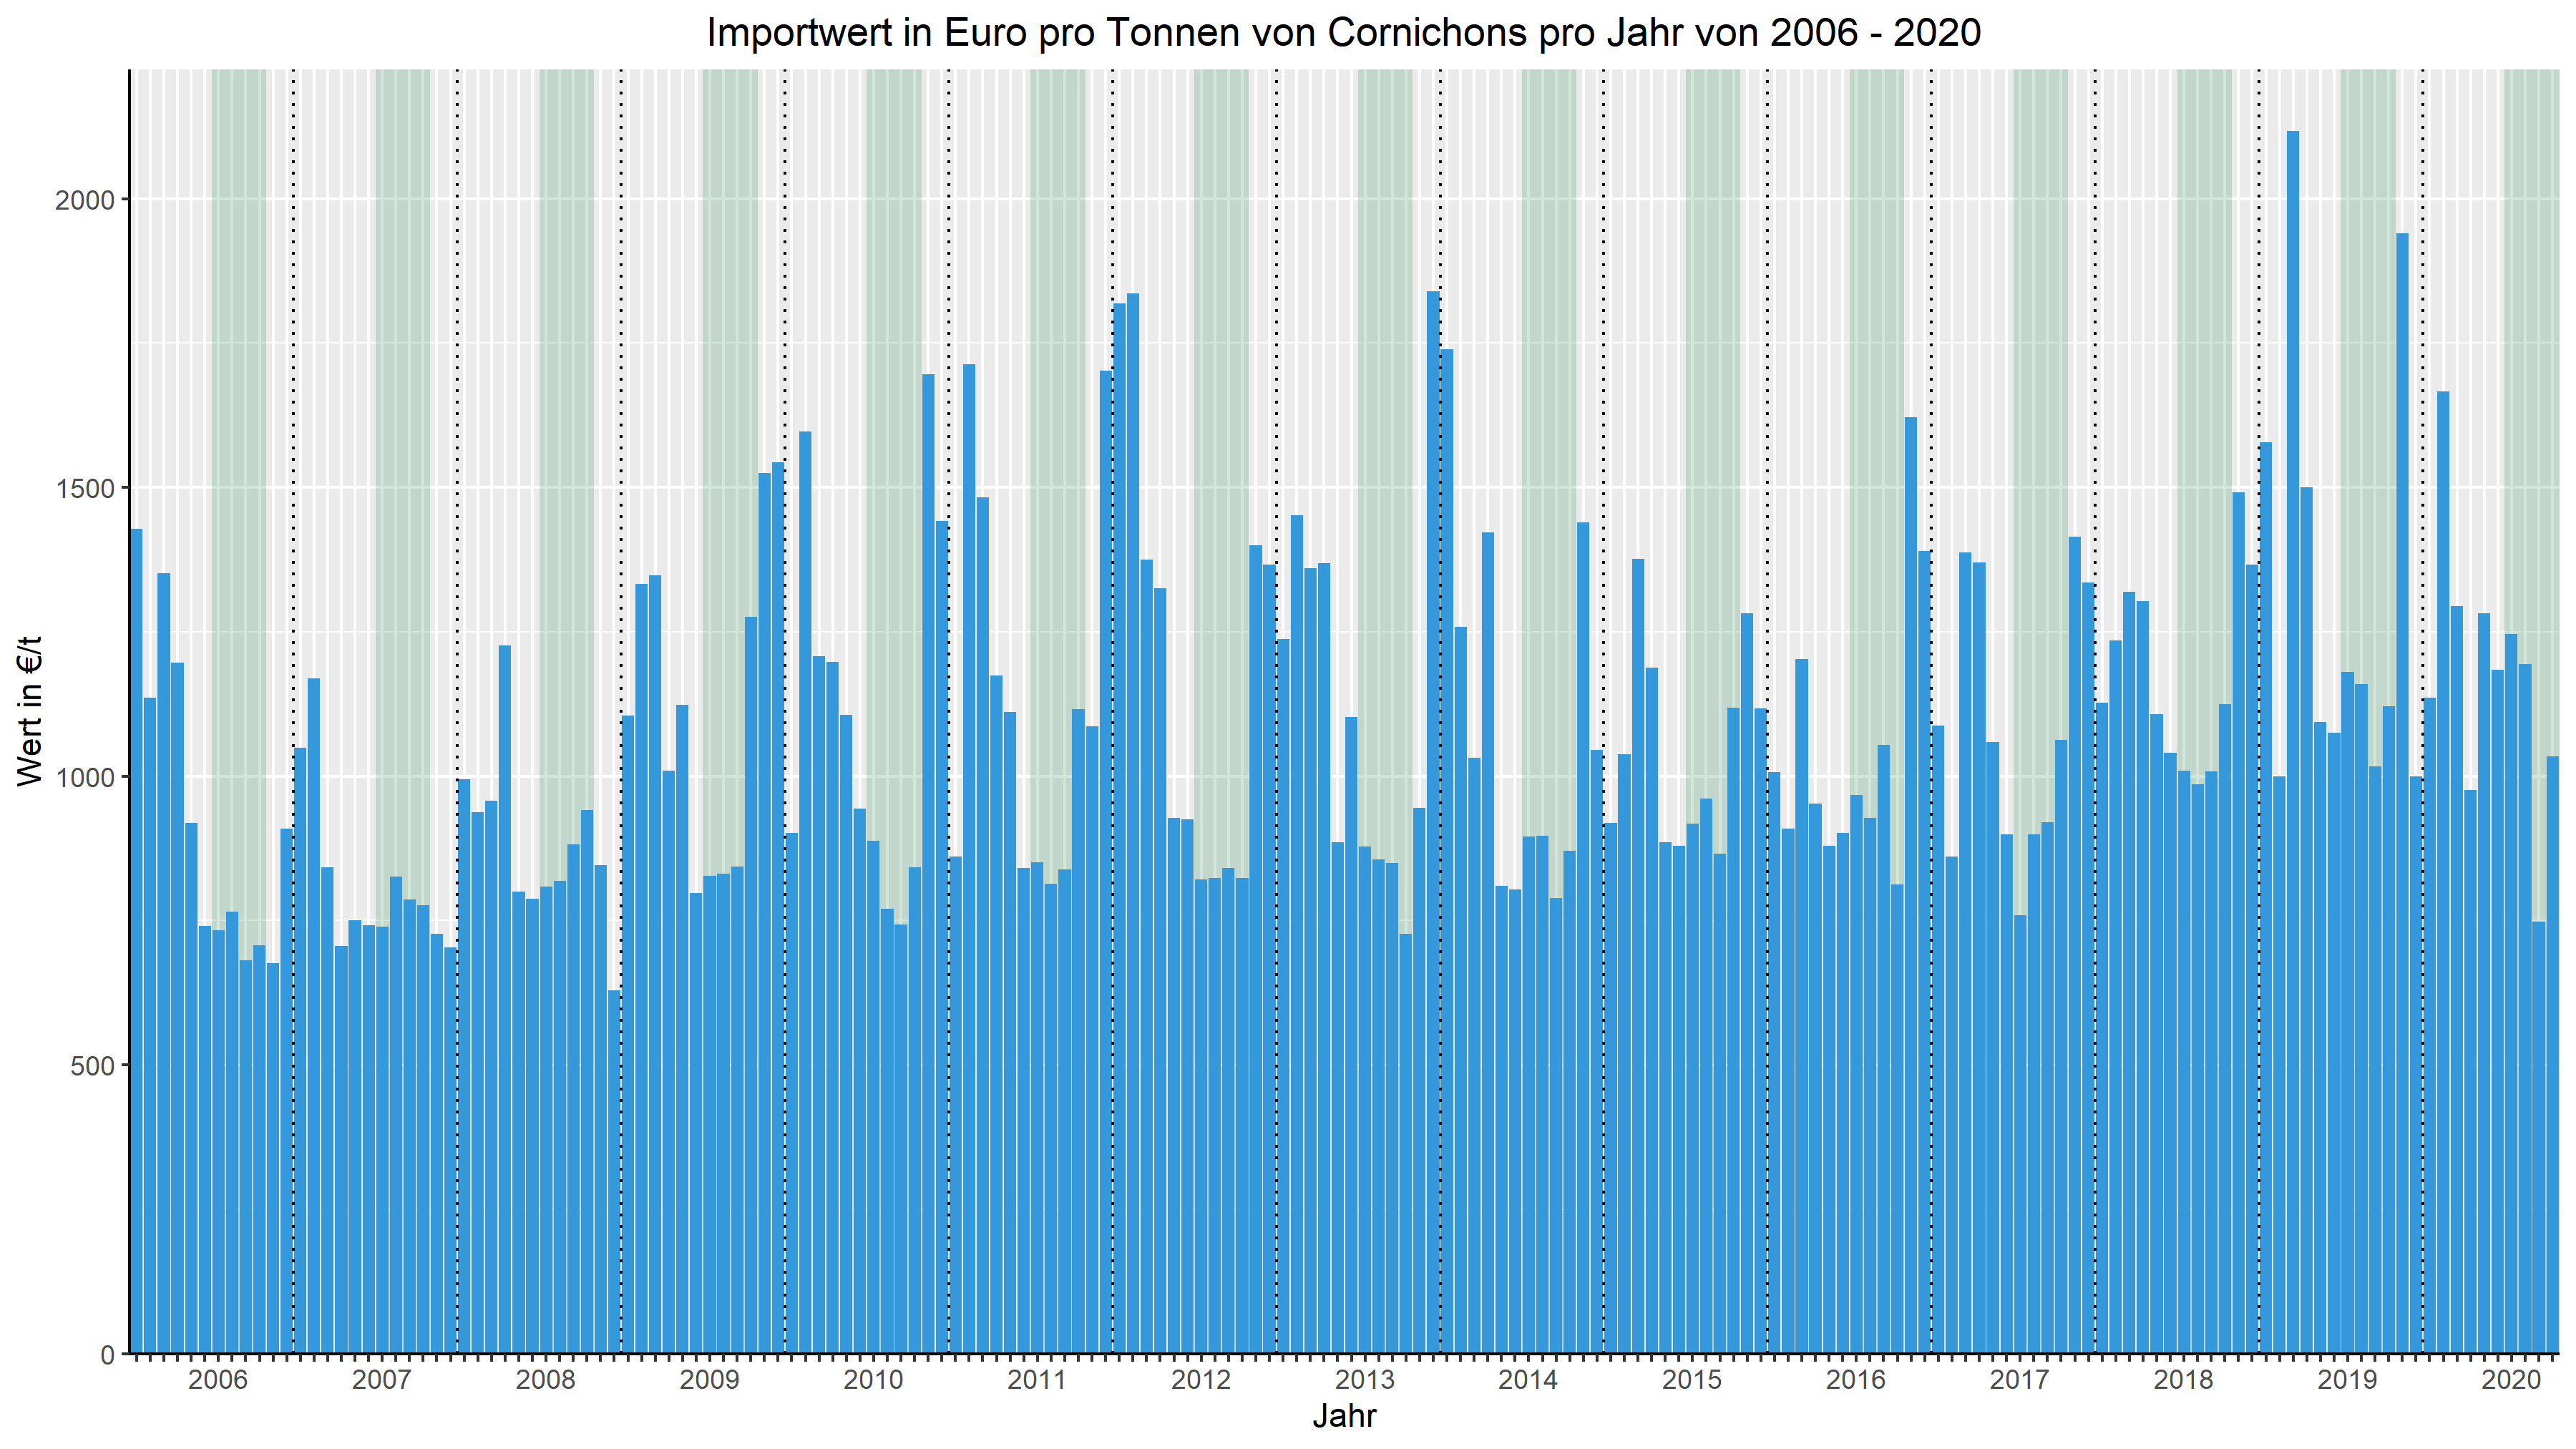 Importwert in Euro pro Tonnen von Cornichons pro Jahr von 2006 - 2020
Wert in €/t
2000
1500
1000
500
0
2006 2007 2008 2009 2010 2011 2012 2013 2014 2015 2016 2017 2018 2019 2020
Jahr